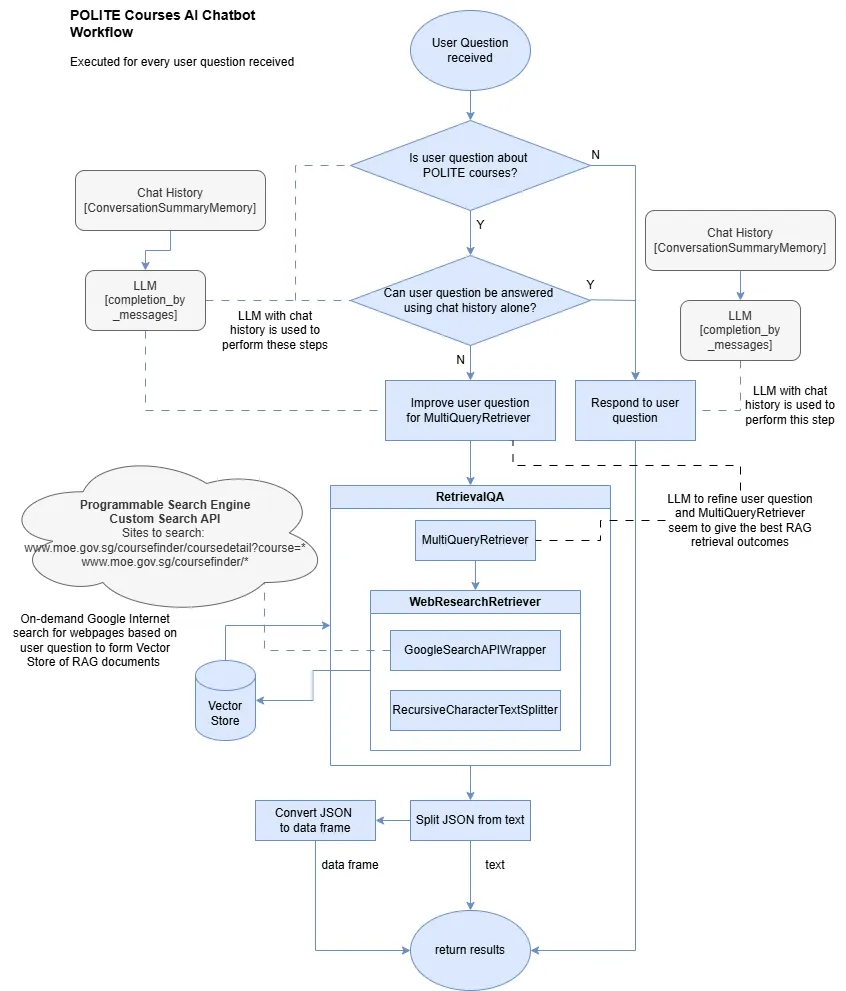 POLITE Courses AI Chatbot
Workflow
Executed for every user question received
User Question
received
Is user question about
POLITE courses?
N
Y
Chat History
[ConversationSummaryMemory]
LLM
[completion_by
_messages]
LLM with chat
history is used to
perform these steps
Can user question be answered
using chat history alone?
Y
N
Chat History
[ConversationSummaryMemory]
LLM
[completion_by
_messages]
LLM with chat
history is used to
perform this step
Improve user question
for MultiQueryRetriever
Respond to user
question
LLM to refine user question
and MultiQueryRetriever
seem to give the best RAG
retrieval outcomes
Programmable Search Engine
Custom Search API
Sites to search:
www.moe.gov.sg/coursefinder/coursedetail?course=*
www.moe.gov.sg/coursefinder/*
On-demand Google Internet
search for webpages based on
user question to form Vector
Store of RAG documents
Vector
Store
RetrievalQA
MultiQueryRetriever
WebResearchRetriever
GoogleSearchAPIWrapper
RecursiveCharacterTextSplitter
Convert JSON
to data frame
Split JSON from text
data frame
text
return results